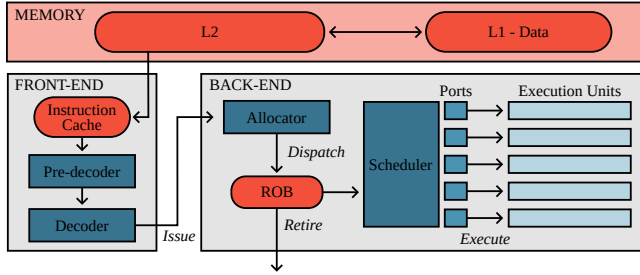 MEMORY
L2
L1 - Data
FRONT-END
Instruction
Cache
Pre-decoder
Decoder
Issue
BACK-END
Allocator
Dispatch
ROB
Retire
Scheduler
Ports
Execution Units
Execute